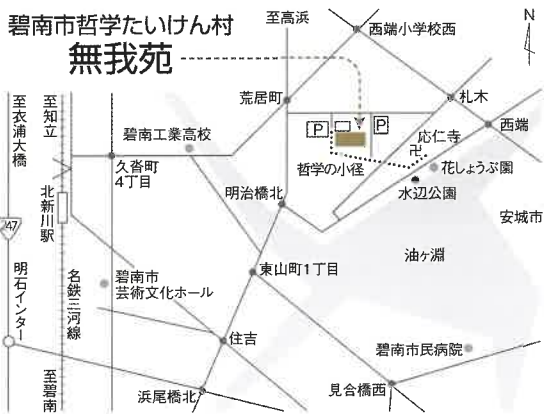 碧南市哲学たいけん村
無我苑
至高浜
西端小学校西
N
荒居町
札木
西端
P
P
応仁寺
卍
花しょうぶ園
哲学の小径
水辺公園
至衣浦大橋
至知立
碧南工業高校
久沓町
4丁目
北新川駅
明治橋北
安城市
油ヶ淵
247
明石インター
名鉄三河線
碧南市
芸術文化ホール
東山町1丁目
住吉
碧南市民病院
至碧南
浜尾橋北
見合橋西